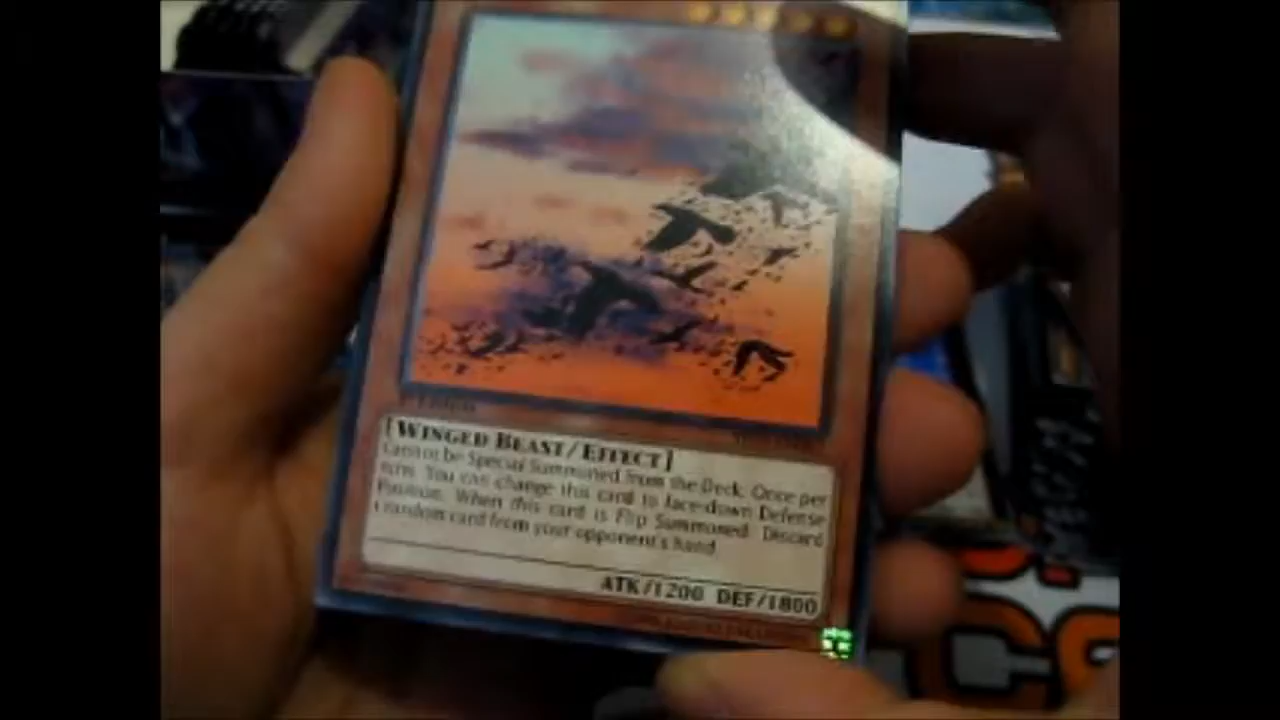 [WINGED BEAST/EFFECT]
Cannot be Special Summoned from the Deck. Once per
turn: You can change this card to face-down Defense
Position. When this card is Flip Summoned: Discard
1 random card from your opponent's hand.
ATK/1200 DEF/1800